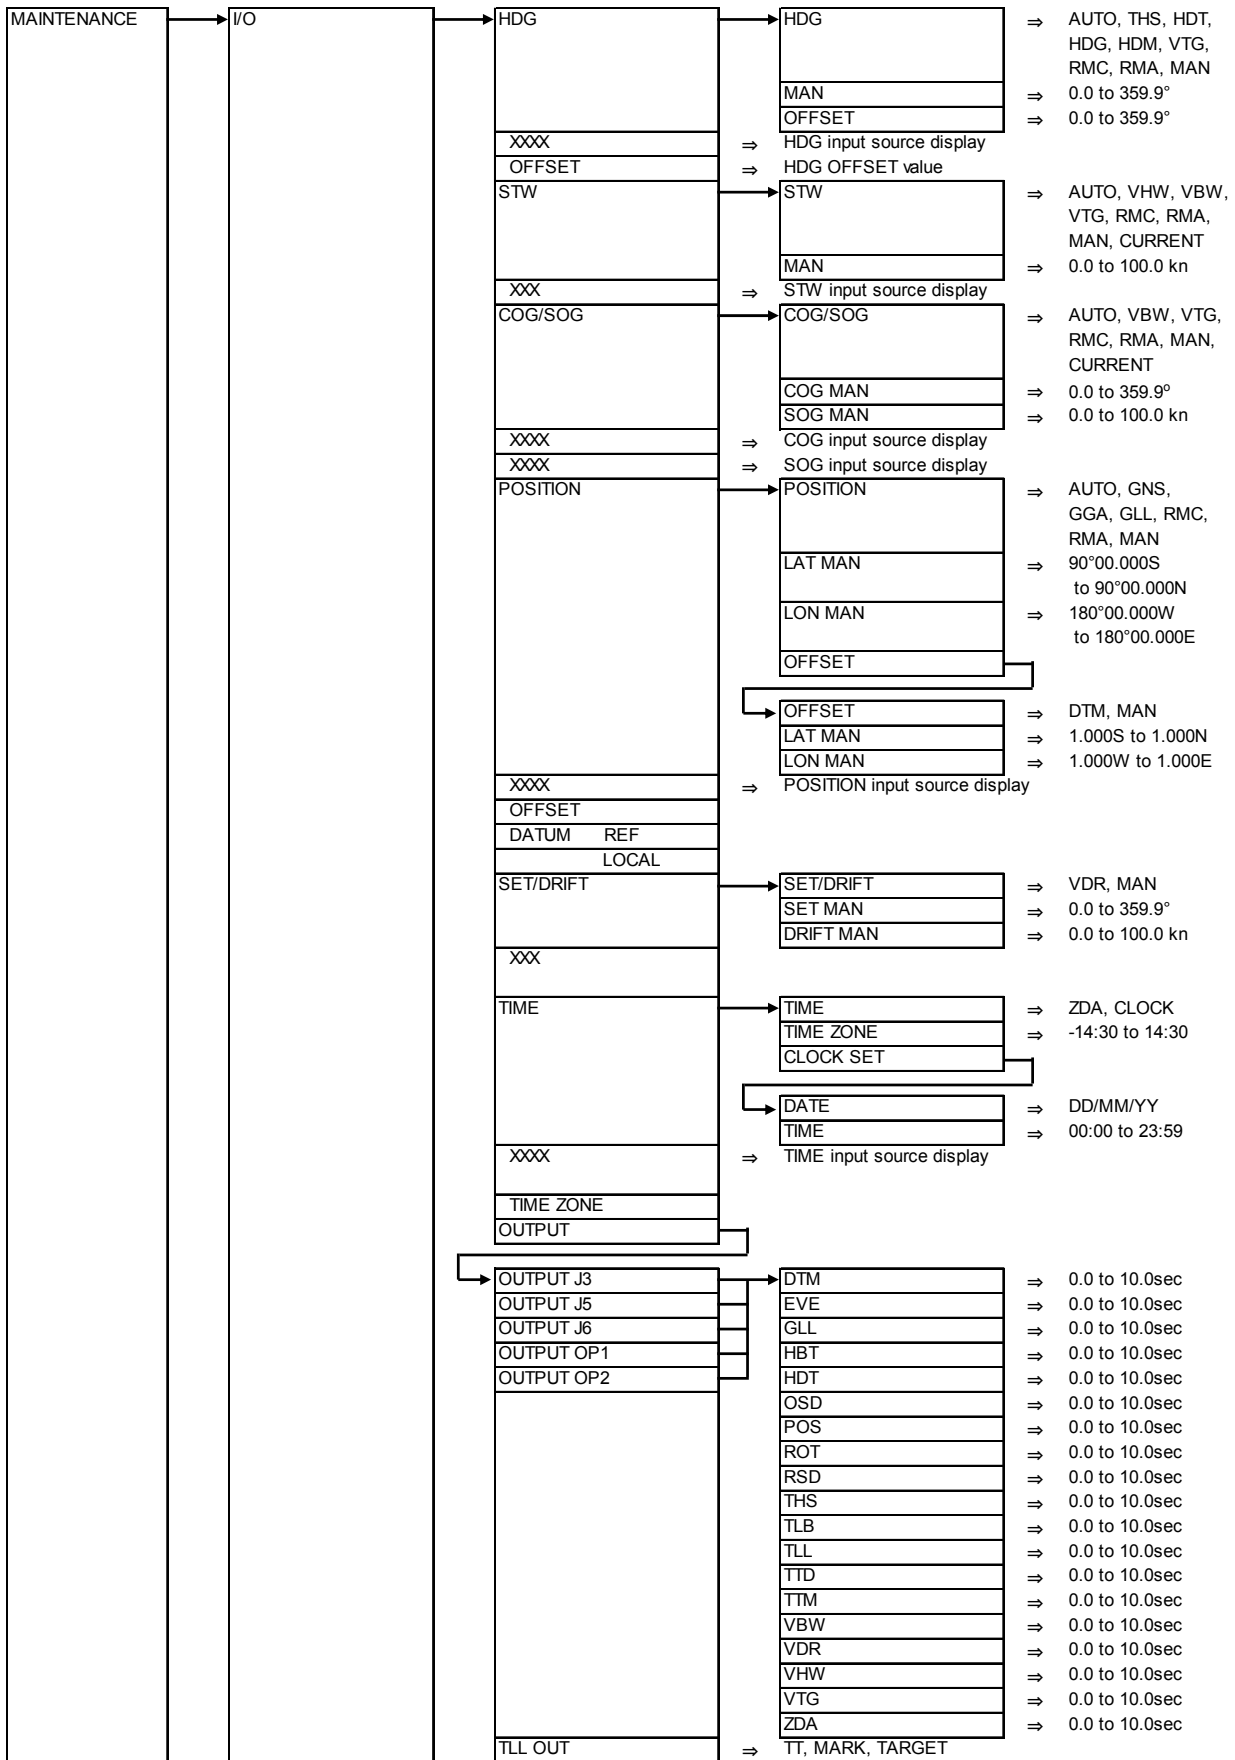 MAINTENANCE I/O HDG HDG ⇒ AUTO, THS, HDT,
HDG, HDM, VTG,
RMC, RMA, MAN
MAN ⇒ 0.0 to 359.9°
OFFSET ⇒ 0.0 to 359.9°
XXXX ⇒ HDG input source display
OFFSET ⇒ HDG OFFSET value
STW STW ⇒ AUTO, VHW, VBW,
VTG, RMC, RMA,
MAN, CURRENT
MAN ⇒ 0.0 to 100.0 kn
XXX ⇒ STW input source display
COG/SOG COG/SOG ⇒ AUTO, VBW, VTG,
RMC, RMA, MAN,
CURRENT
COG MAN ⇒ 0.0 to 359.9º
SOG MAN ⇒ 0.0 to 100.0 kn
XXXX ⇒ COG input source display
XXXX ⇒ SOG input source display
POSITION POSITION ⇒ AUTO, GNS,
GGA, GLL, RMC,
RMA, MAN
LAT MAN ⇒ 90°00.000S
to 90°00.000N
LON MAN ⇒ 180°00.000W
to 180°00.000E
OFFSET
OFFSET ⇒ DTM, MAN
LAT MAN ⇒ 1.000S to 1.000N
LON MAN ⇒ 1.000W to 1.000E
XXXX ⇒ POSITION input source display
OFFSET
DATUM REF
LOCAL
SET/DRIFT SET/DRIFT ⇒ VDR, MAN
SET MAN ⇒ 0.0 to 359.9°
DRIFT MAN ⇒ 0.0 to 100.0 kn
XXX
TIME TIME ⇒ ZDA, CLOCK
TIME ZONE ⇒ -14:30 to 14:30
CLOCK SET
DATE ⇒ DD/MM/YY
TIME ⇒ 00:00 to 23:59
XXXX ⇒ TIME input source display
TIME ZONE
OUTPUT
OUTPUT J3 DTM ⇒ 0.0 to 10.0sec
OUTPUT J5 EVE ⇒ 0.0 to 10.0sec
OUTPUT J6 GLL ⇒ 0.0 to 10.0sec
OUTPUT OP1 HBT ⇒ 0.0 to 10.0sec
OUTPUT OP2 HDT ⇒ 0.0 to 10.0sec
OSD ⇒ 0.0 to 10.0sec
POS ⇒ 0.0 to 10.0sec
ROT ⇒ 0.0 to 10.0sec
RSD ⇒ 0.0 to 10.0sec
THS ⇒ 0.0 to 10.0sec
TLB ⇒ 0.0 to 10.0sec
TLL ⇒ 0.0 to 10.0sec
TTD ⇒ 0.0 to 10.0sec
TTM ⇒ 0.0 to 10.0sec
VBW ⇒ 0.0 to 10.0sec
VDR ⇒ 0.0 to 10.0sec
VHW ⇒ 0.0 to 10.0sec
VTG ⇒ 0.0 to 10.0sec
ZDA ⇒ 0.0 to 10.0sec
TLL OUT ⇒ TT, MARK, TARGET